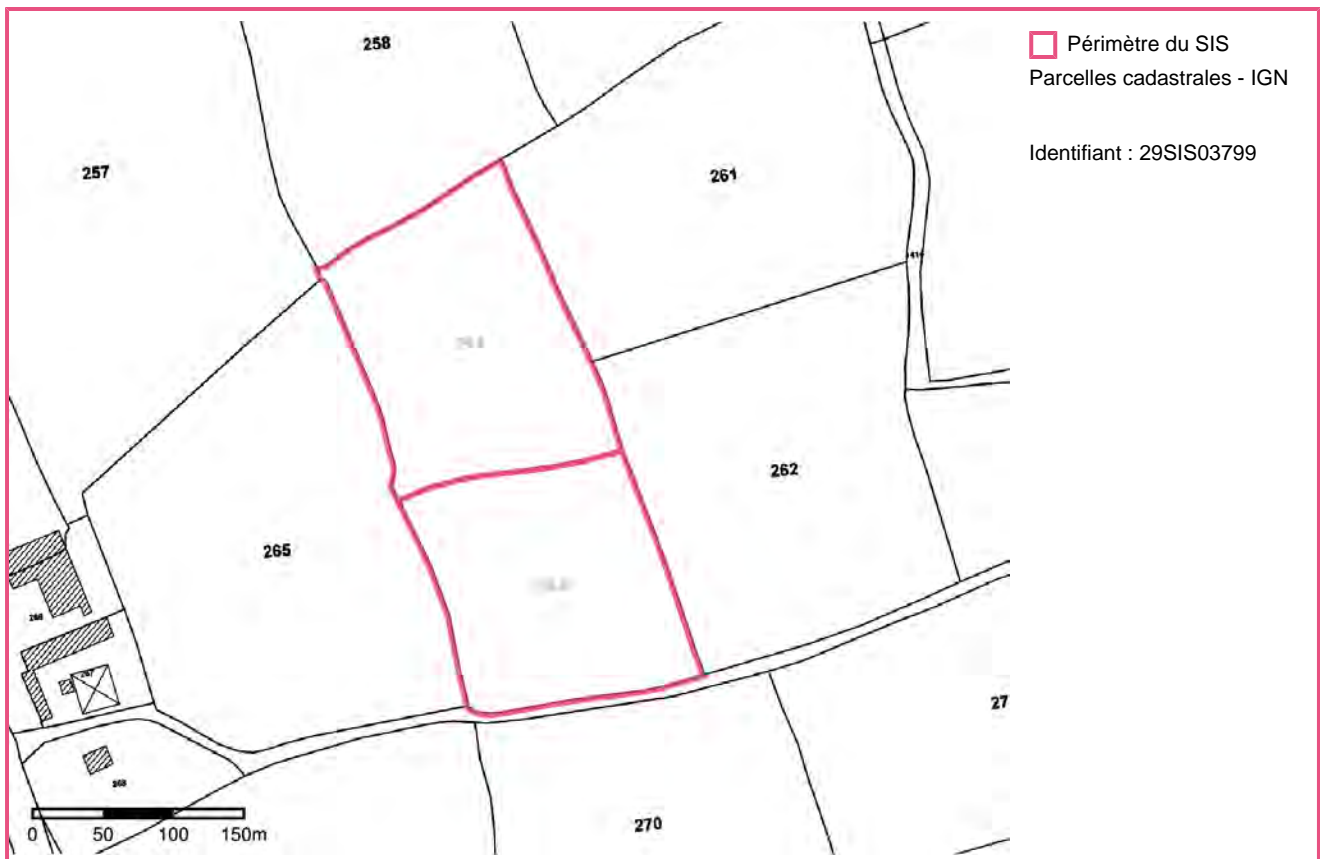 258
Périmètre du SIS
Parcelles cadastrales - IGN
Identifiant : 29SIS03799
257
261
262
265
27
270
0 50 100 150m